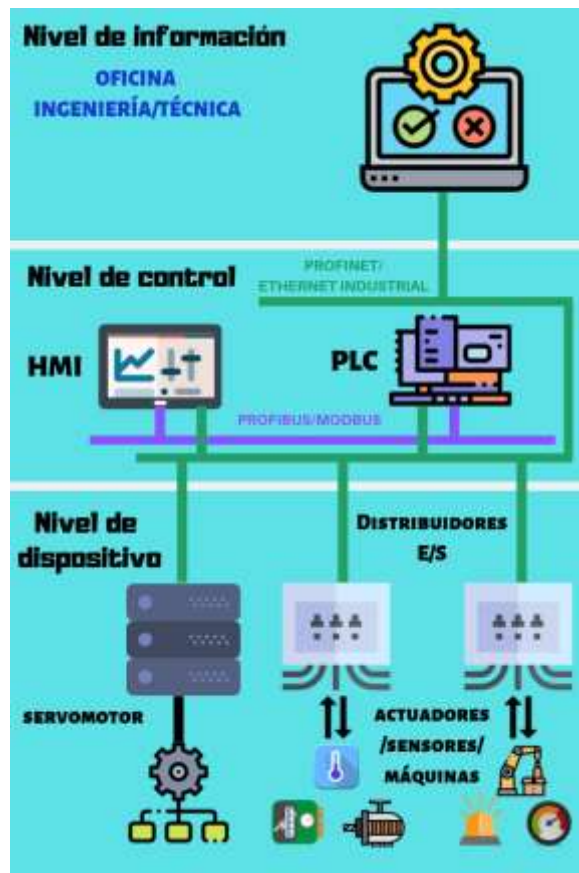 Nivel de información
OFICINA
INGENIERÍA/TÉCNICA
Nivel de control
PROFINET/
ETHERNET INDUSTRIAL
HMI
PLC
PROFIBUS/MODBUS
Nivel de
dispositivo
DISTRIBUIDORES
E/S
SERVOMOTOR
ACTUADORES
/SENSORES/
MÁQUINAS